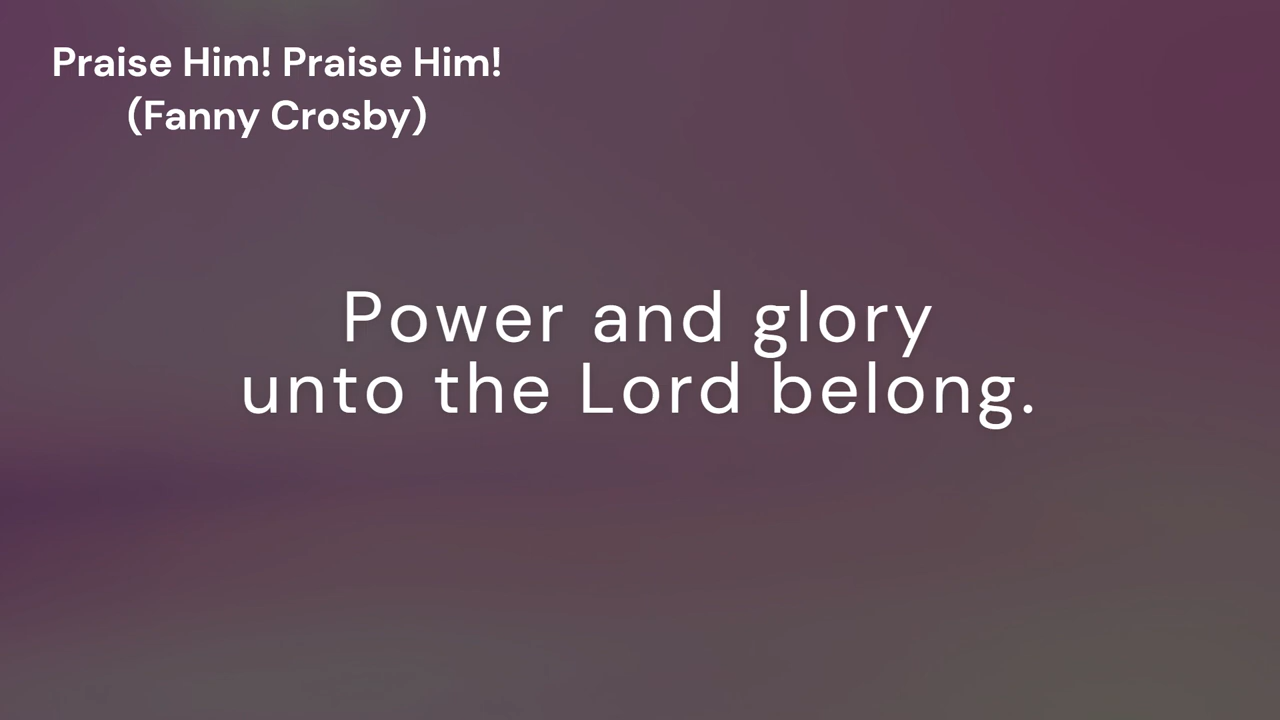 Praise Him! Praise Him!
(Fanny Crosby)
Power and glory
unto the Lord belong.